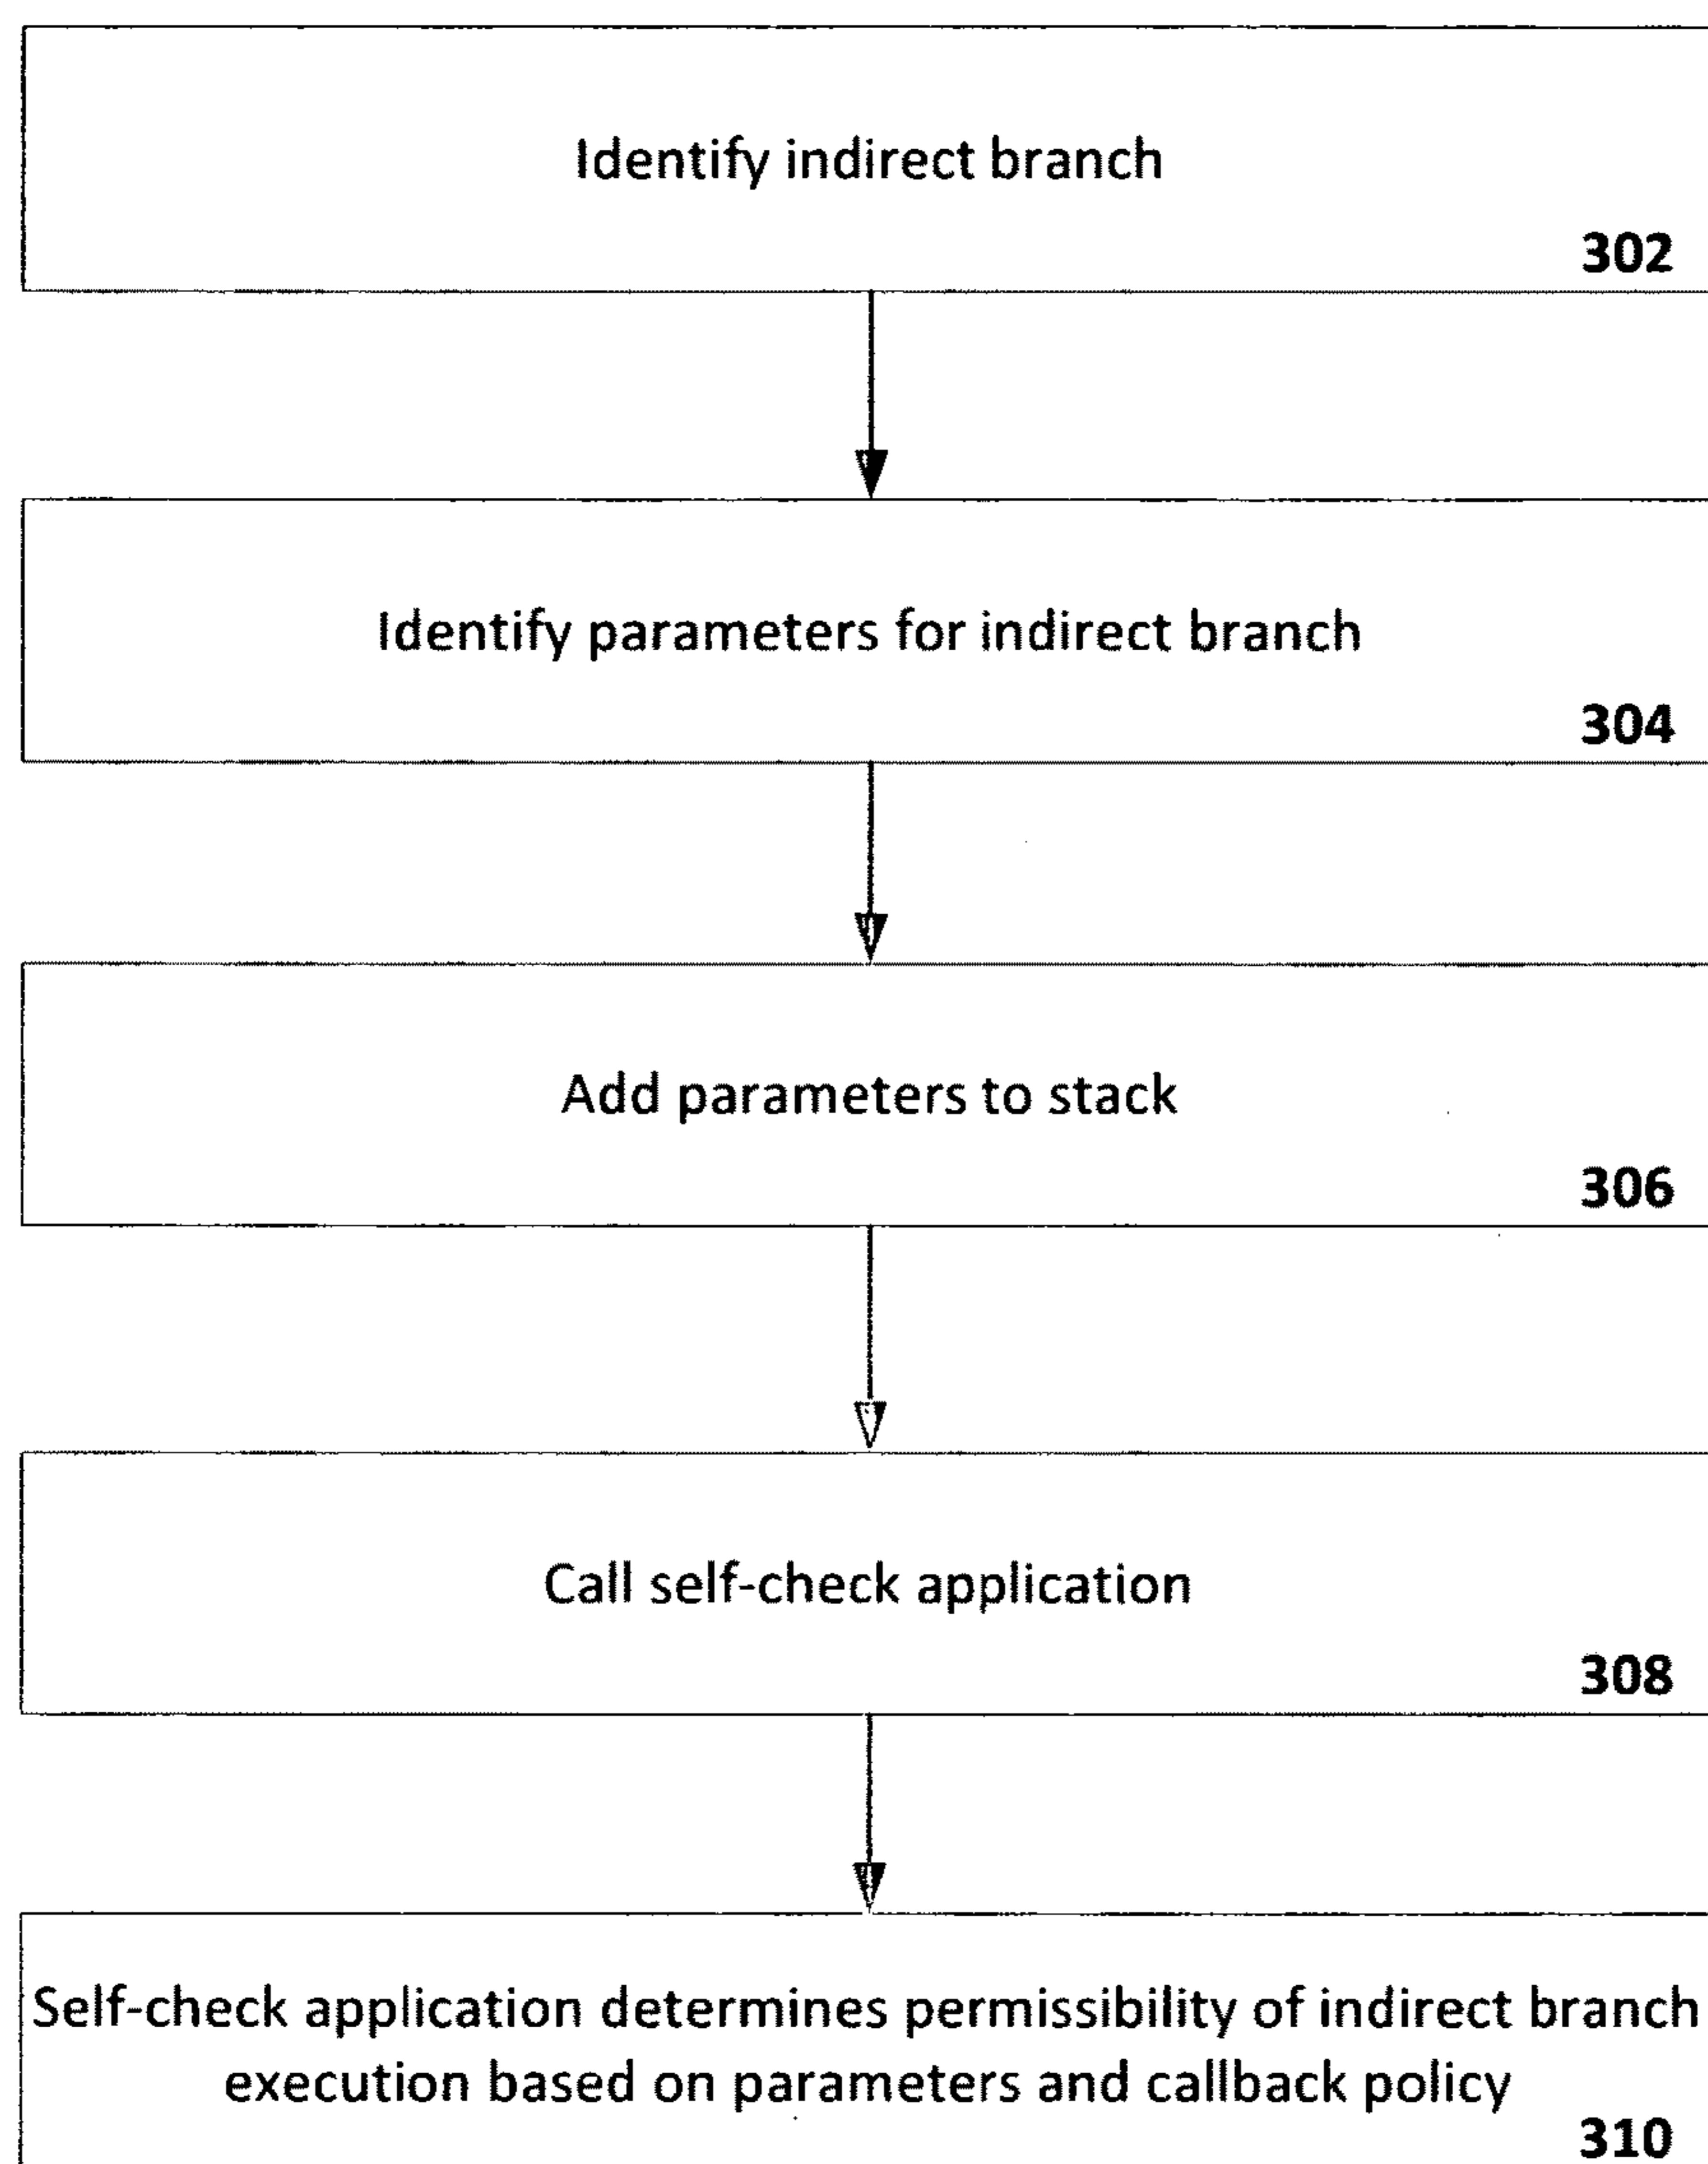 Identify indirect branch
302
Identify parameters for indirect branch
304
Add parameters to stack
306
Call self-check application
308
Self-check application determines permissibility of indirect branch
execution based on parameters and callback policy
310